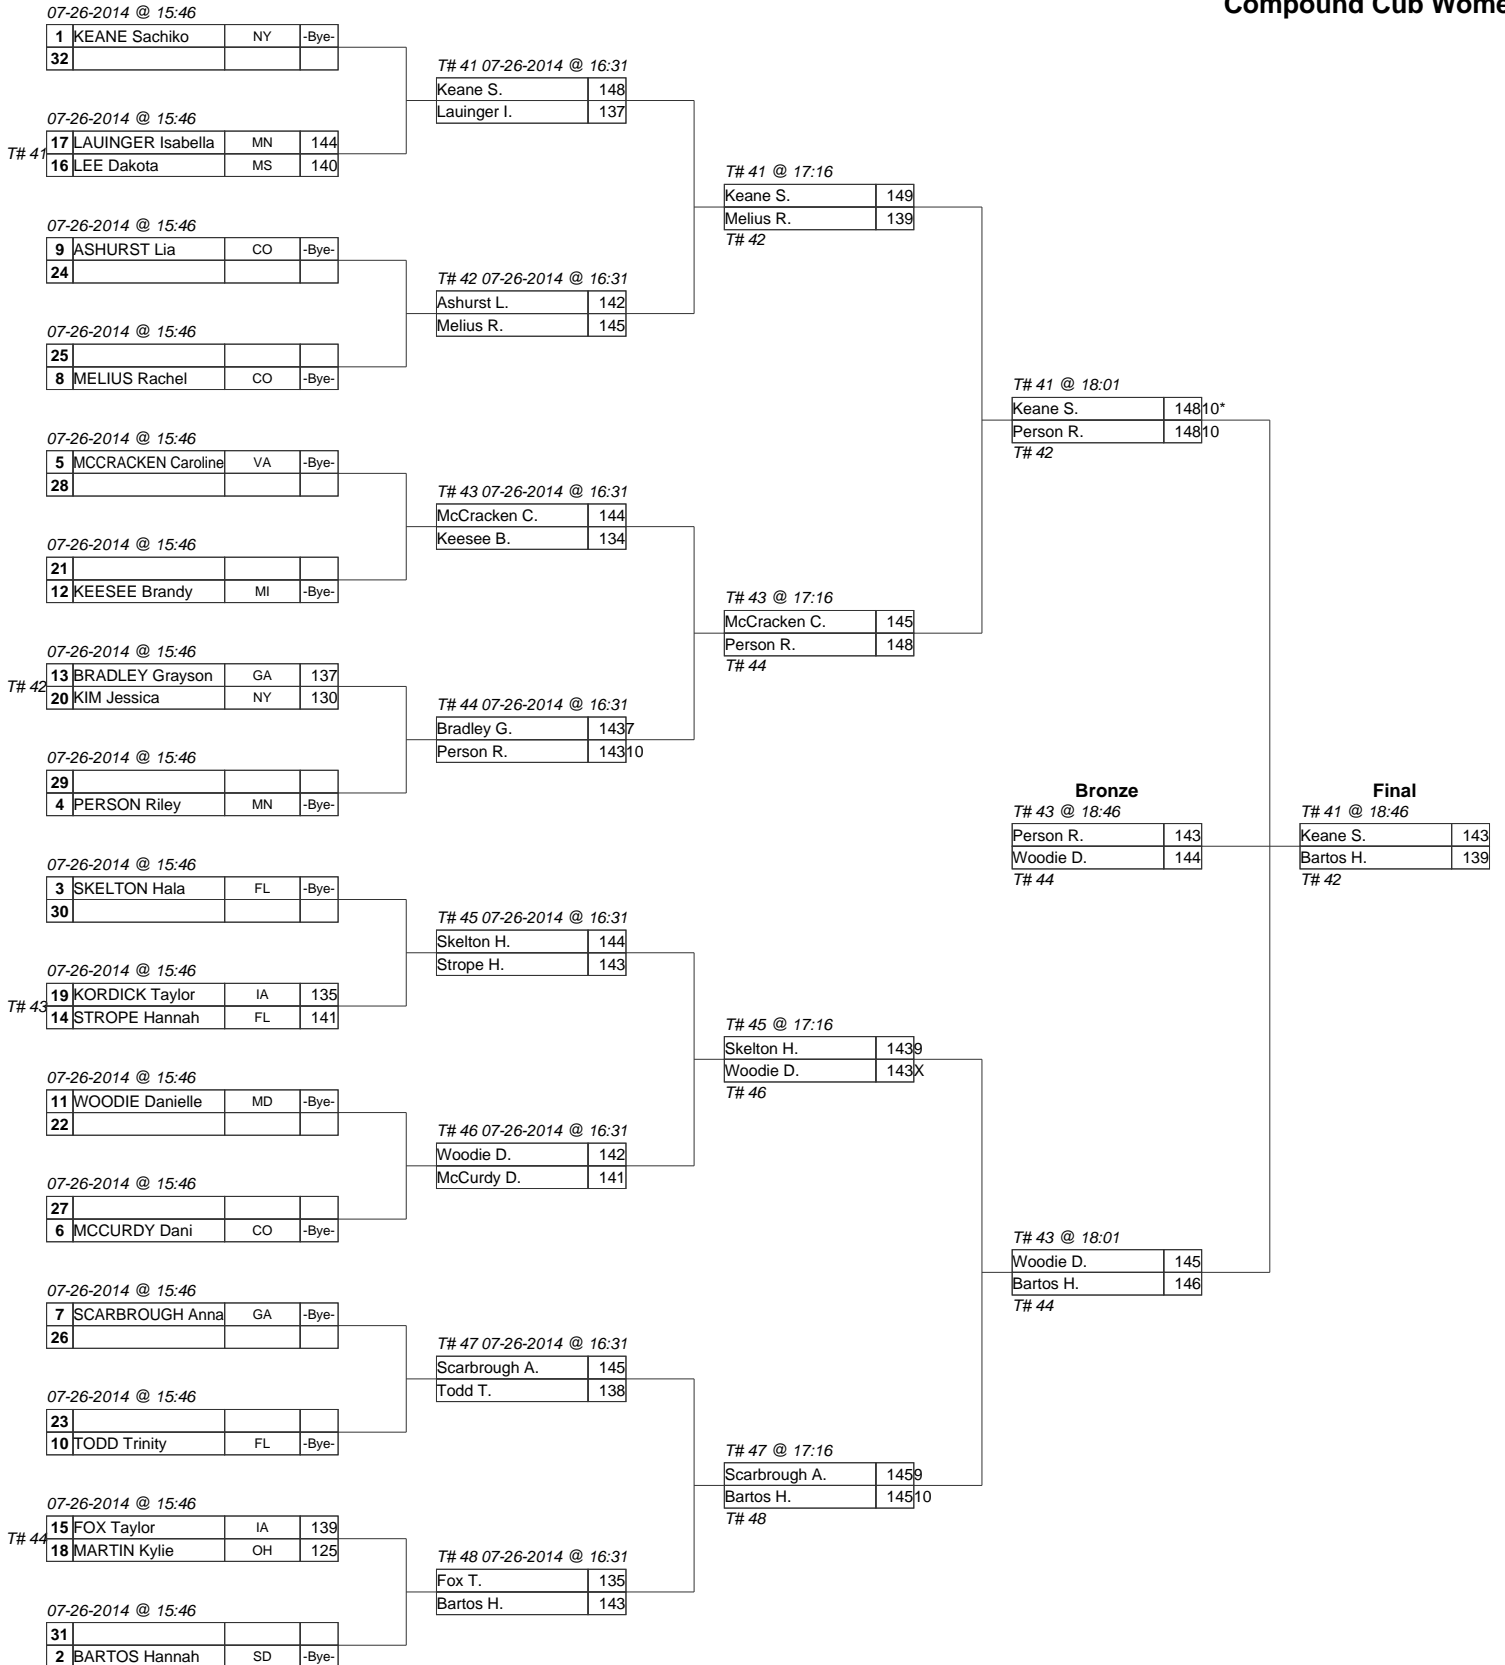 Compound Cub Wome
07-26-2014 @ 15:46
1 KEANE Sachiko NY -Bye-
32
07-26-2014 @ 15:46
T# 41 17 LAUINGER Isabella MN 144
16 LEE Dakota MS 140
07-26-2014 @ 15:46
9 ASHURST Lia CO -Bye-
24
07-26-2014 @ 15:46
25
8 MELIUS Rachel CO -Bye-
07-26-2014 @ 15:46
5 MCCRACKEN Caroline VA -Bye-
28
07-26-2014 @ 15:46
21
12 KEESEE Brandy MI -Bye-
07-26-2014 @ 15:46
T# 42 13 BRADLEY Grayson GA 137
20 KIM Jessica NY 130
07-26-2014 @ 15:46
29
4 PERSON Riley MN -Bye-
07-26-2014 @ 15:46
3 SKELTON Hala FL -Bye-
30
07-26-2014 @ 15:46
T# 43 19 KORDICK Taylor IA 135
14 STROPE Hannah FL 141
07-26-2014 @ 15:46
11 WOODIE Danielle MD -Bye-
22
07-26-2014 @ 15:46
27
6 MCCURDY Dani CO -Bye-
07-26-2014 @ 15:46
7 SCARBROUGH Anna GA -Bye-
26
07-26-2014 @ 15:46
23
10 TODD Trinity FL -Bye-
07-26-2014 @ 15:46
T# 44 15 FOX Taylor IA 139
18 MARTIN Kylie OH 125
07-26-2014 @ 15:46
31
2 BARTOS Hannah SD -Bye-
T# 41 07-26-2014 @ 16:31
Keane S. 148
Lauinger I. 137
T# 42 07-26-2014 @ 16:31
Ashurst L. 142
Melius R. 145
T# 43 07-26-2014 @ 16:31
McCracken C. 144
Keesee B. 134
T# 44 07-26-2014 @ 16:31
Bradley G. 143 7
Person R. 143 10
T# 45 07-26-2014 @ 16:31
Skelton H. 144
Strope H. 143
T# 46 07-26-2014 @ 16:31
Woodie D. 142
McCurdy D. 141
T# 47 07-26-2014 @ 16:31
Scarbrough A. 145
Todd T. 138
T# 48 07-26-2014 @ 16:31
Fox T. 135
Bartos H. 143
T# 41 @ 17:16
Keane S. 149
Melius R. 139
T# 42
T# 43 @ 17:16
McCracken C. 145
Person R. 148
T# 44
T# 45 @ 17:16
Skelton H. 143 9
Woodie D. 143 X
T# 46
T# 47 @ 17:16
Scarbrough A. 145 9
Bartos H. 145 10
T# 48
T# 41 @ 18:01
Keane S. 148 10*
Person R. 148 10
T# 42
Bronze
T# 43 @ 18:46
Person R. 143
Woodie D. 144
T# 44
T# 43 @ 18:01
Woodie D. 145
Bartos H. 146
T# 44
Final
T# 41 @ 18:46
Keane S. 143
Bartos H. 139
T# 42